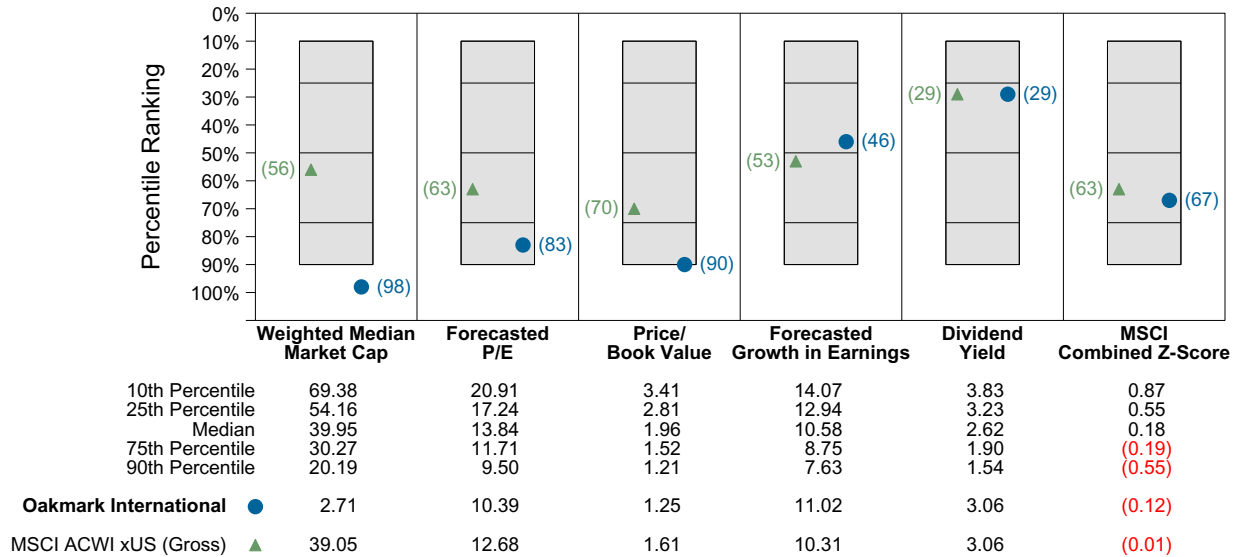 Percentile Ranking
0%
10%
20%
30%
40%
50%
60%
70%
80%
90%
100%
(56)
(98)
(63)
(83)
(70)
(90)
(53)
(46)
(29)
(29)
(63)
(67)
Weighted Median Market Cap
Forecasted P/E
Price/ Book Value
Forecasted Growth in Earnings
Dividend Yield
MSCI Combined Z-Score
10th Percentile 69.38 20.91 3.41 14.07 3.83 0.87
25th Percentile 54.16 17.24 2.81 12.94 3.23 0.55
Median 39.95 13.84 1.96 10.58 2.62 0.18
75th Percentile 30.27 11.71 1.52 8.75 1.90 (0.19)
90th Percentile 20.19 9.50 1.21 7.63 1.54 (0.55)
Oakmark International 2.71 10.39 1.25 11.02 3.06 (0.12)
MSCI ACWI xUS (Gross) 39.05 12.68 1.61 10.31 3.06 (0.01)